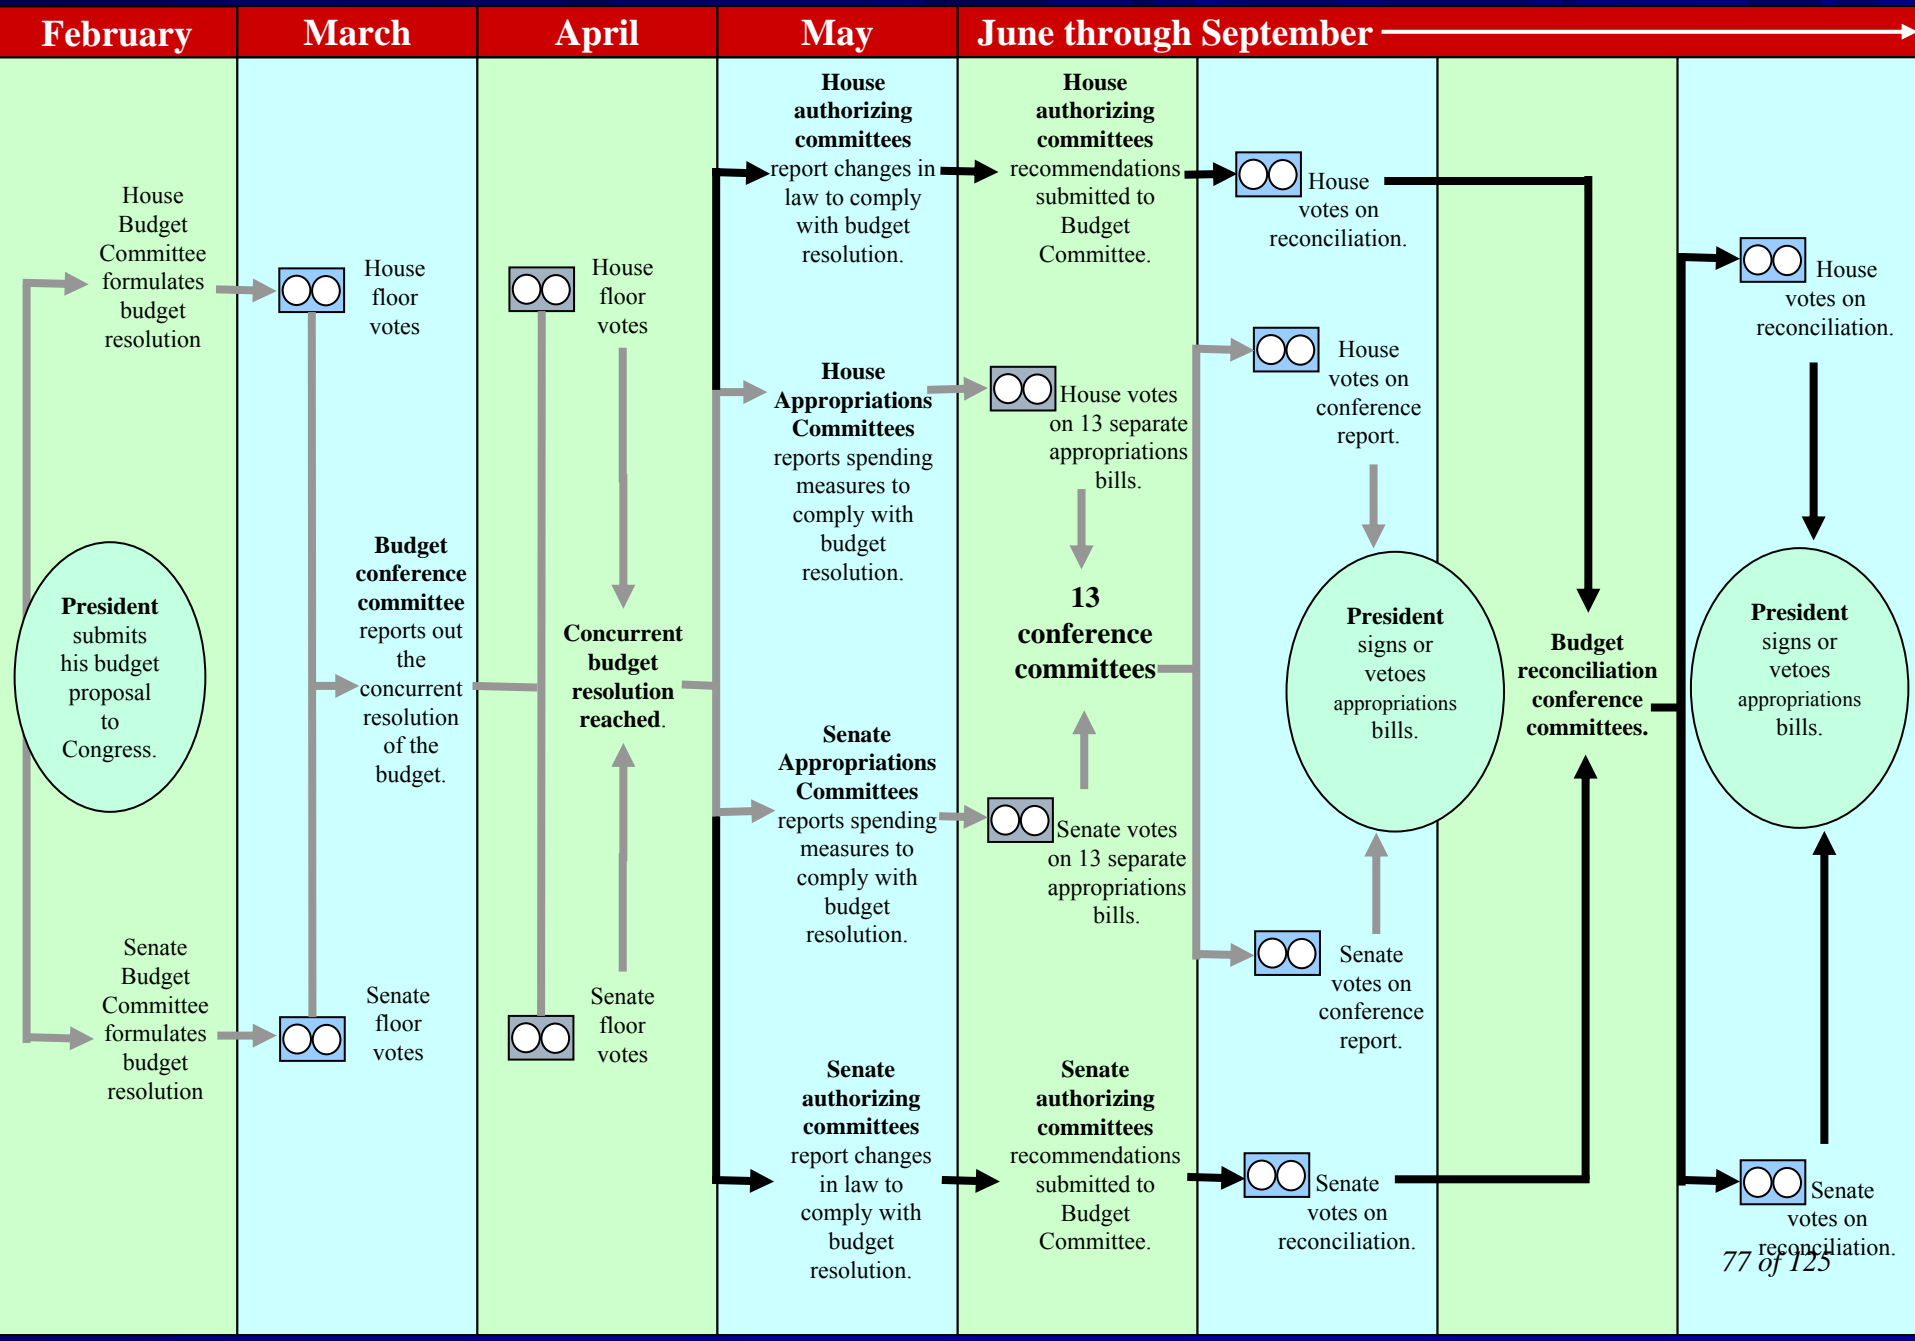 February
March
April
May
June through September
House
Budget
Committee
formulates
budget
resolution
President
submits
his budget
proposal
to
Congress.
Senate
Budget
Committee
formulates
budget
resolution
House
floor
votes
Budget
conference
committee
reports out
the
concurrent
resolution
of the
budget.
Senate
floor
votes
House
floor
votes
Concurrent
budget
resolution
reached.
Senate
floor
votes
House
authorizing
committees
report changes in
law to comply
with budget
resolution.
House
Appropriations
Committees
reports spending
measures to
comply with
budget
resolution.
Senate
Appropriations
Committees
reports spending
measures to
comply with
budget
resolution.
Senate
authorizing
committees
report changes
in law to
comply with
budget
resolution.
House
authorizing
committees
recommendations
submitted to
Budget
Committee.
House votes
on 13 separate
appropriations
bills.
13
conference
committees
Senate votes
on 13 separate
appropriations
bills.
Senate
authorizing
committees
recommendations
submitted to
Budget
Committee.
House
votes on
reconciliation.
House
votes on
conference
report.
President
signs or
vetoes
appropriations
bills.
Senate
votes on
conference
report.
Senate
votes on
reconciliation.
Budget
reconciliation
conference
committees.
House
votes on
reconciliation.
President
signs or
vetoes
appropriations
bills.
Senate
votes on
reconciliation.
77 of 125